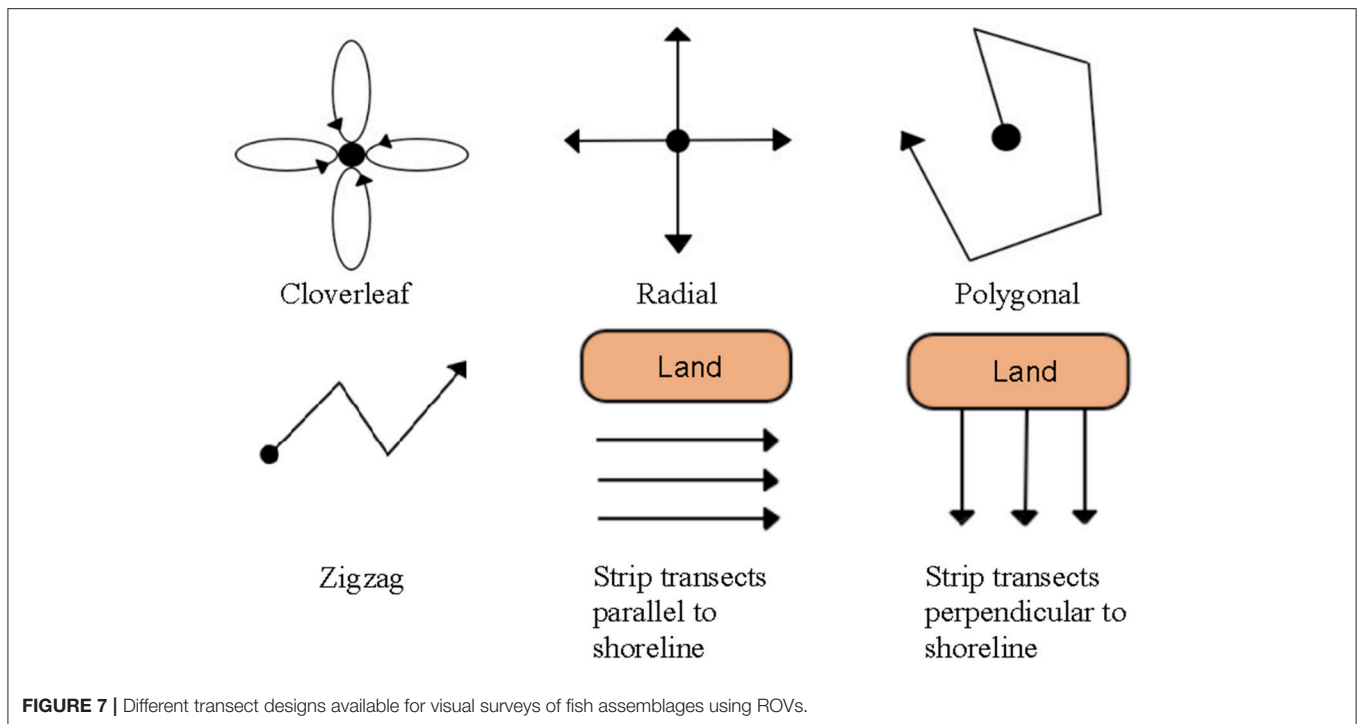 Cloverleaf
Radial
Polygonal
Land
Land
Zigzag
Strip transects
parallel to
shoreline
Strip transects
perpendicular to
shoreline
FIGURE 7 | Different transect designs available for visual surveys of fish assemblages using ROVs.